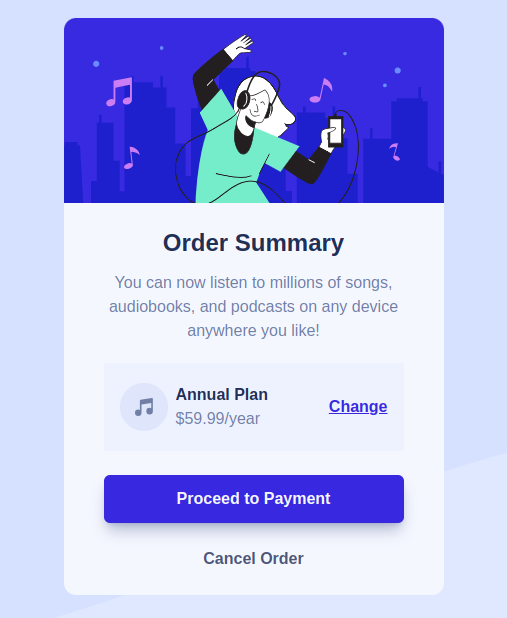 Order Summary
You can now listen to millions of songs,
audiobooks, and podcasts on any device
anywhere you like!
Annual Plan
$59.99/year
Change
Proceed to Payment
Cancel Order